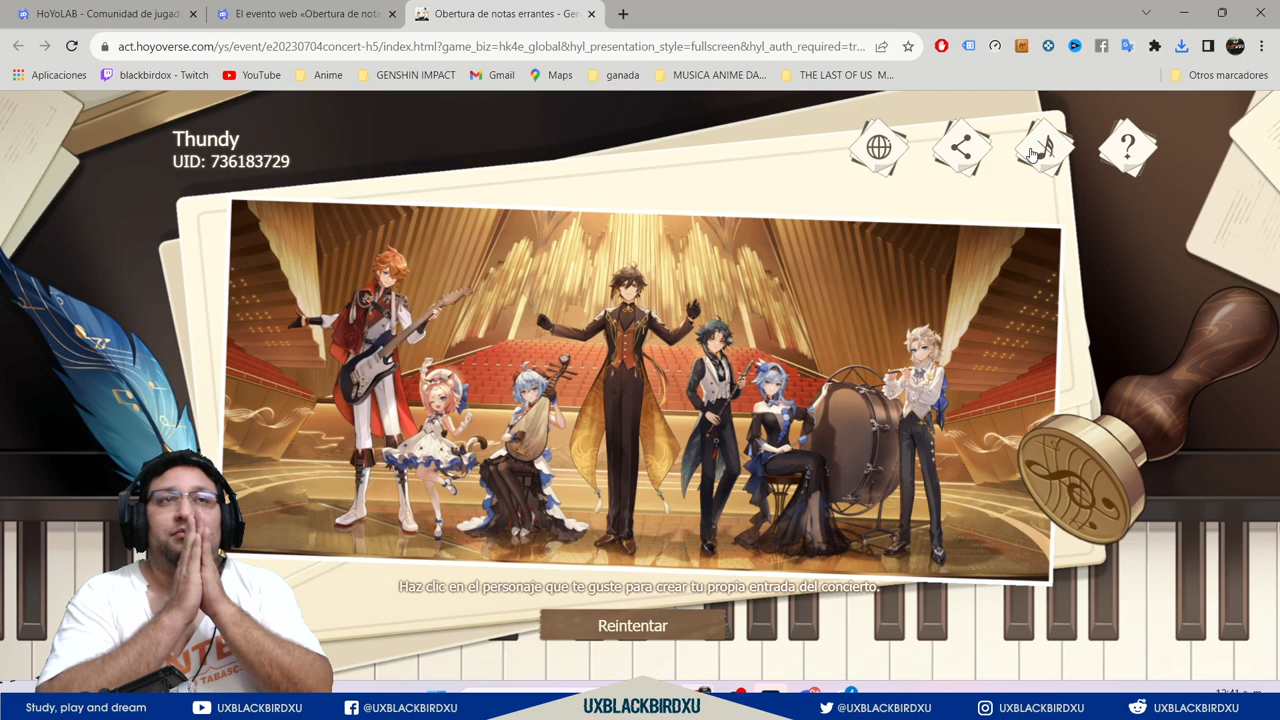 HoYoLAB - Comunidad de jugad
El evento web «Obertura de nota
Obertura de notas errantes - Gen
act.hoyoverse.com/ys/event/e20230704concert-h5/index.html?game_biz=hk4e_global&hyl_presentation_style=fullscreen&hyl_auth_required=tr...
Aplicaciones
blackbirdox - Twitch
YouTube
Anime
GENSHIN IMPACT
Gmail
Maps
ganada
MUSICA ANIME DA...
THE LAST OF US M...
Otros marcadores
Thundy
UID: 736183729
?
Haz clic en el personaje que te guste para crear tu propia entrada del concierto.
Reintentar
TABASCO
Study, play and dream
UXBLACKBIRDXU
@UXBLACKBIRDXU
UXBLACKBIRDXU
@UXBLACKBIRDXU
UXBLACKBIRDXU
UXBLACKBIRDXU